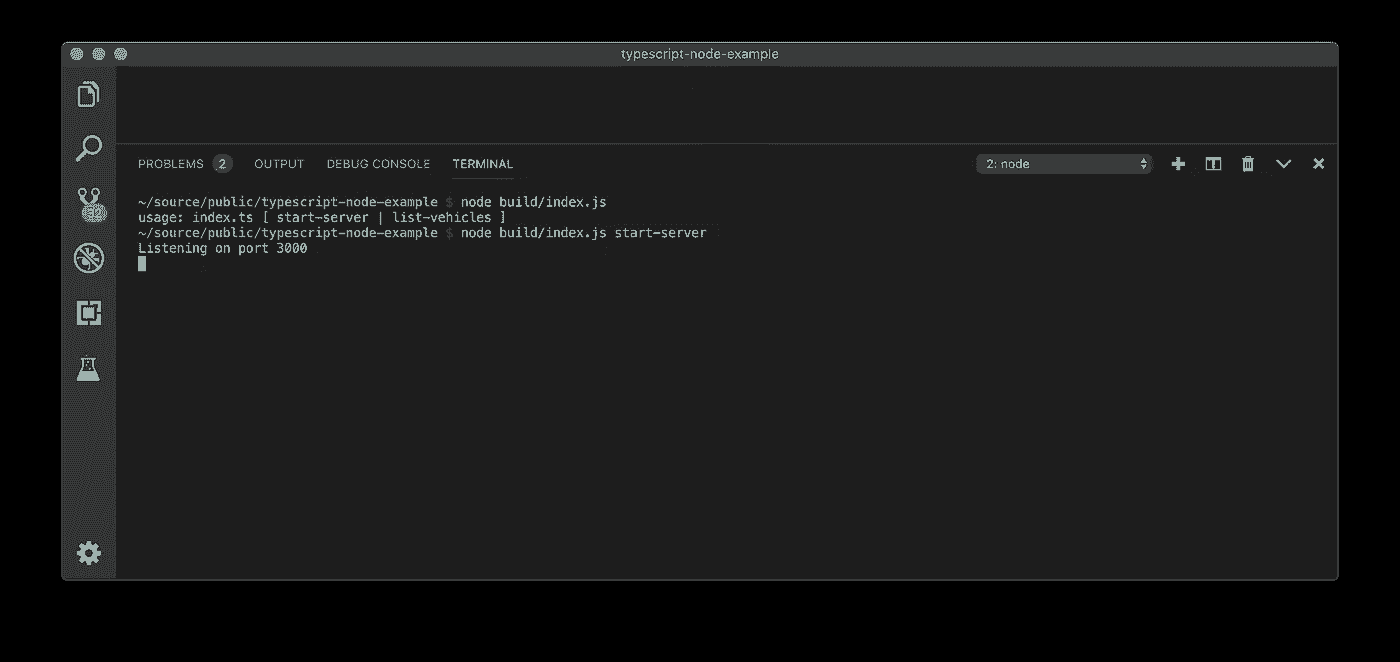 typescript-node-example
PROBLEMS 2 OUTPUT DEBUG CONSOLE TERMINAL 2: node
~/source/public/typescript-node-example $ node build/index.js
usage: index.ts [ start-server | list-vehicles ]
~/source/public/typescript-node-example $ node build/index.js start-server
Listening on port 3000